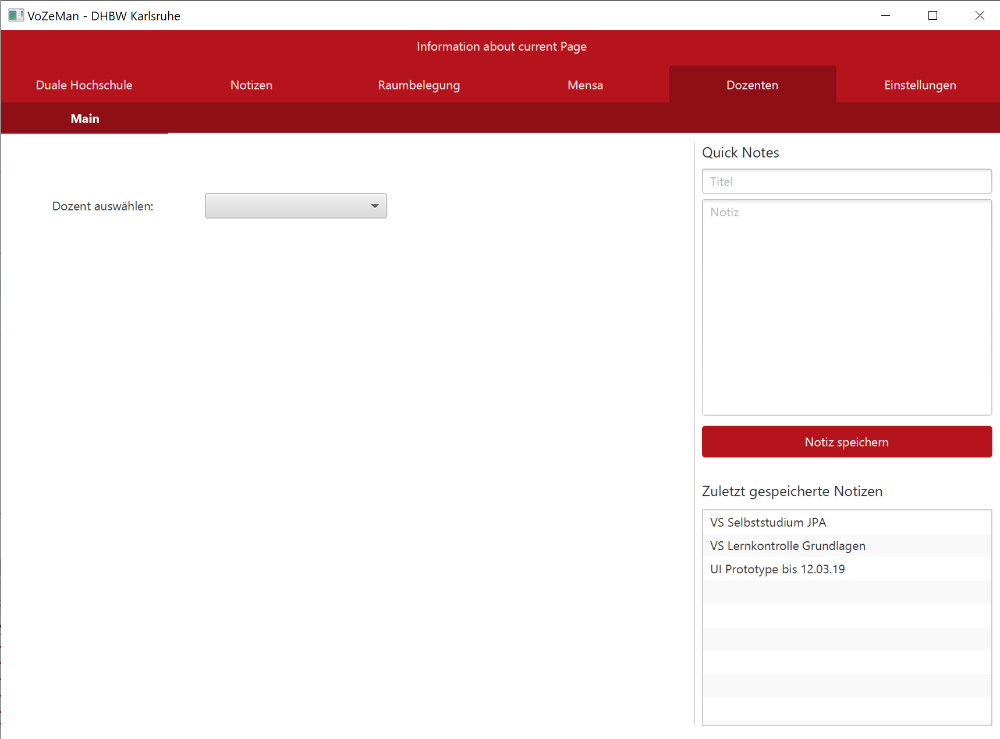 VoZeMan - DHBW Karlsruhe
Information about current Page
Duale Hochschule Notizen Raumbelegung Mensa Dozenten Einstellungen
Main
Dozent auswählen:
Quick Notes
Titel
Notiz
Notiz speichern
Zuletzt gespeicherte Notizen
VS Selbststudium JPA
VS Lernkontrolle Grundlagen
UI Prototype bis 12.03.19